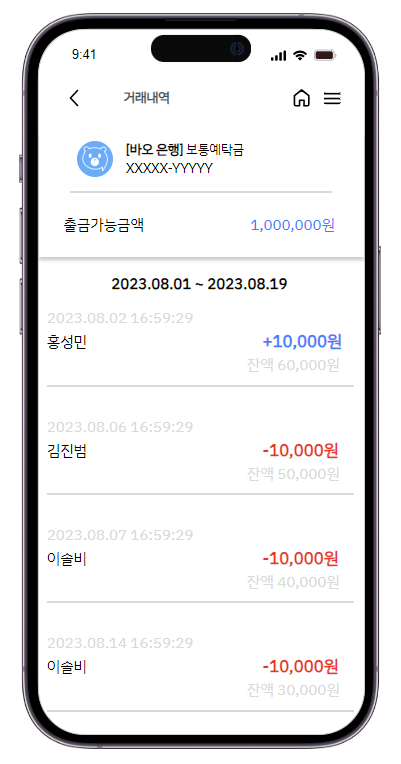 9:41
거래내역
[바오 은행] 보통예탁금
XXXXX-YYYYY
출금가능금액 1,000,000원
2023.08.01 ~ 2023.08.19
2023.08.02 16:59:29
홍성민 +10,000원
잔액 60,000원
2023.08.06 16:59:29
김진범 -10,000원
잔액 50,000원
2023.08.07 16:59:29
이솔비 -10,000원
잔액 40,000원
2023.08.14 16:59:29
이솔비 -10,000원
잔액 30,000원